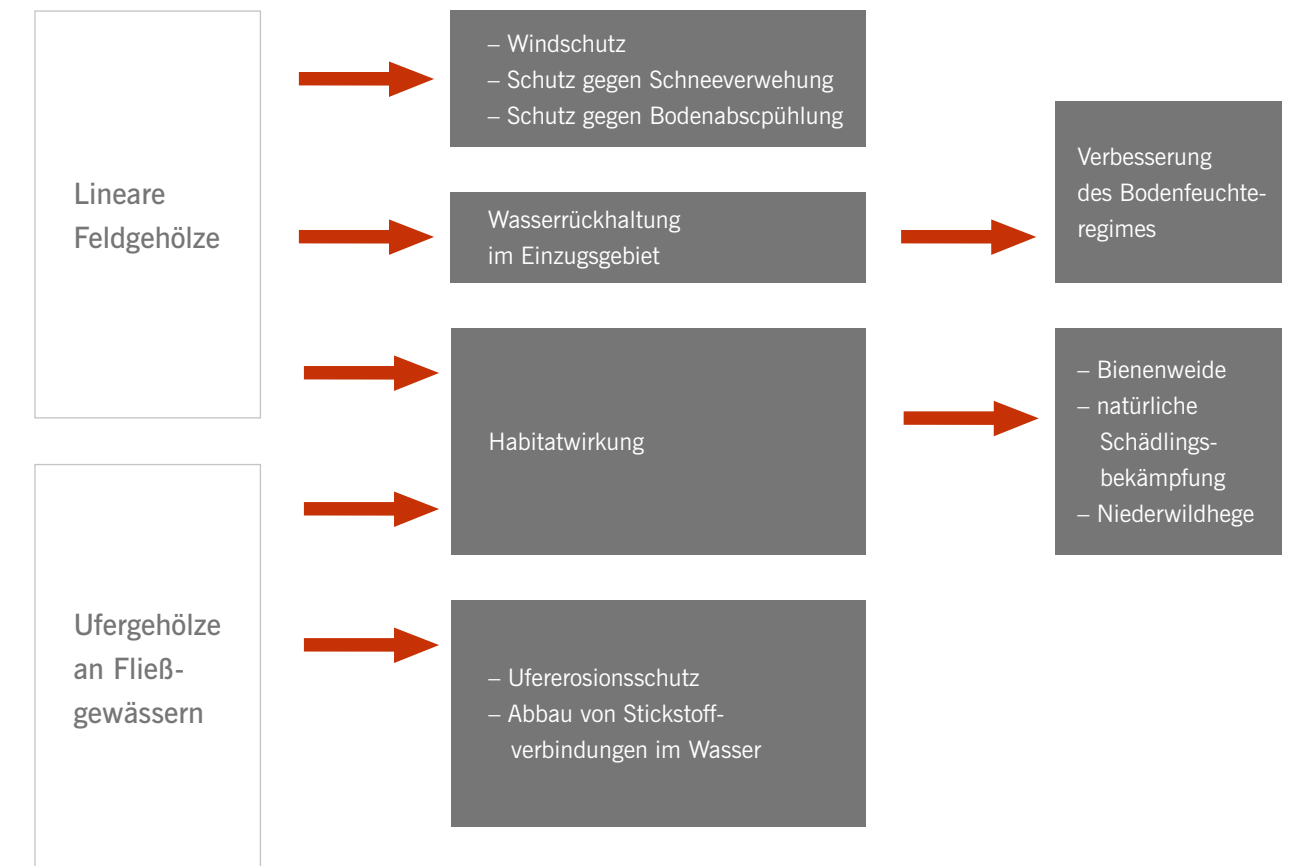 Lineare
Feldgehölze
– Windschutz
– Schutz gegen Schneeverwehung
– Schutz gegen Bodenabscpühlung
Wasserrückhaltung
im Einzugsgebiet
Verbesserung
des Bodenfeuchte-
regimes
Habitatwirkung
– Bienenweide
– natürliche
Schädlings-
bekämpfung
– Niederwildhege
Ufergehölze
an Fließ-
gewässern
– Ufererosionsschutz
– Abbau von Stickstoff-
verbindungen im Wasser